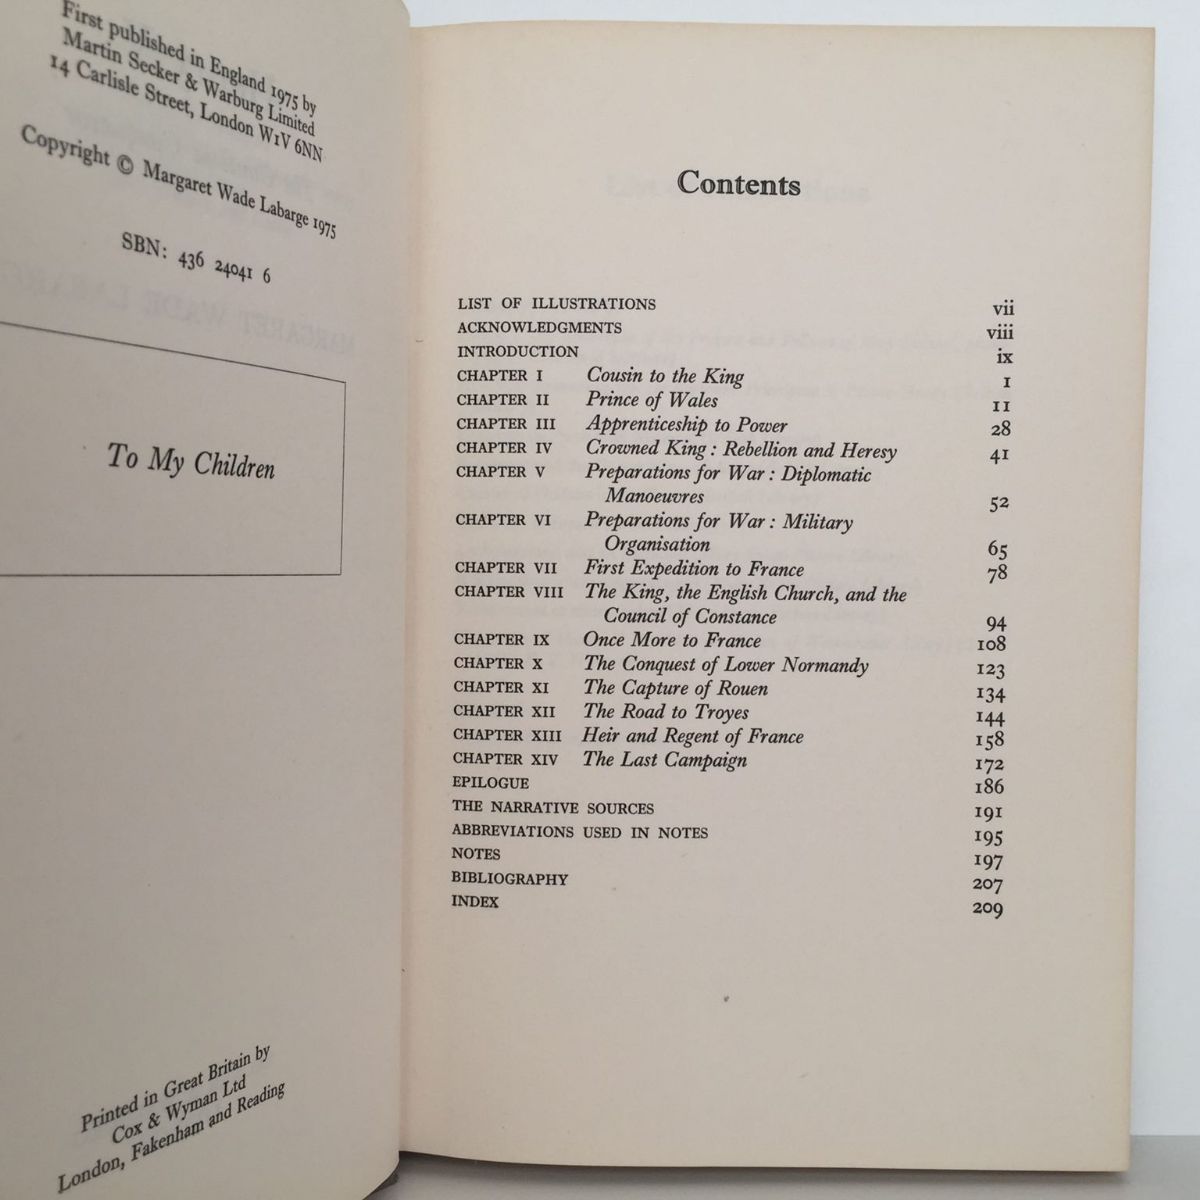 First published in England 1975 by
Martin Secker & Warburg Limited
14 Carlisle Street, London W1V 6NN
Copyright © Margaret Wade Labarge 1975
SBN: 436 24041 6
To My Children
Printed in Great Britain by
Cox & Wyman Ltd
London, Fakenham and Reading
Contents
LIST OF ILLUSTRATIONS vii
ACKNOWLEDGMENTS viii
INTRODUCTION ix
CHAPTER I Cousin to the King 1
CHAPTER II Prince of Wales 11
CHAPTER III Apprenticeship to Power 28
CHAPTER IV Crowned King: Rebellion and Heresy 41
CHAPTER V Preparations for War: Diplomatic
Manoeuvres 52
CHAPTER VI Preparations for War: Military
Organisation 65
CHAPTER VII First Expedition to France 78
CHAPTER VIII The King, the English Church, and the
Council of Constance 94
CHAPTER IX Once More to France 108
CHAPTER X The Conquest of Lower Normandy 123
CHAPTER XI The Capture of Rouen 134
CHAPTER XII The Road to Troyes 144
CHAPTER XIII Heir and Regent of France 158
CHAPTER XIV The Last Campaign 172
EPILOGUE 186
THE NARRATIVE SOURCES 191
ABBREVIATIONS USED IN NOTES 195
NOTES 197
BIBLIOGRAPHY 207
INDEX 209